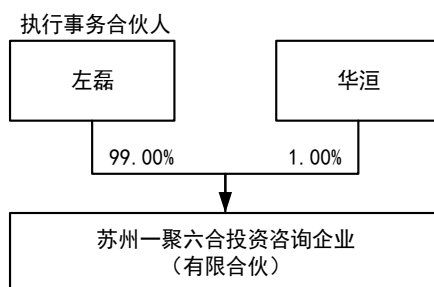 执行事务合伙人
左磊
华洹
99.00%
1.00%
苏州一聚六合投资咨询企业
（有限合伙）